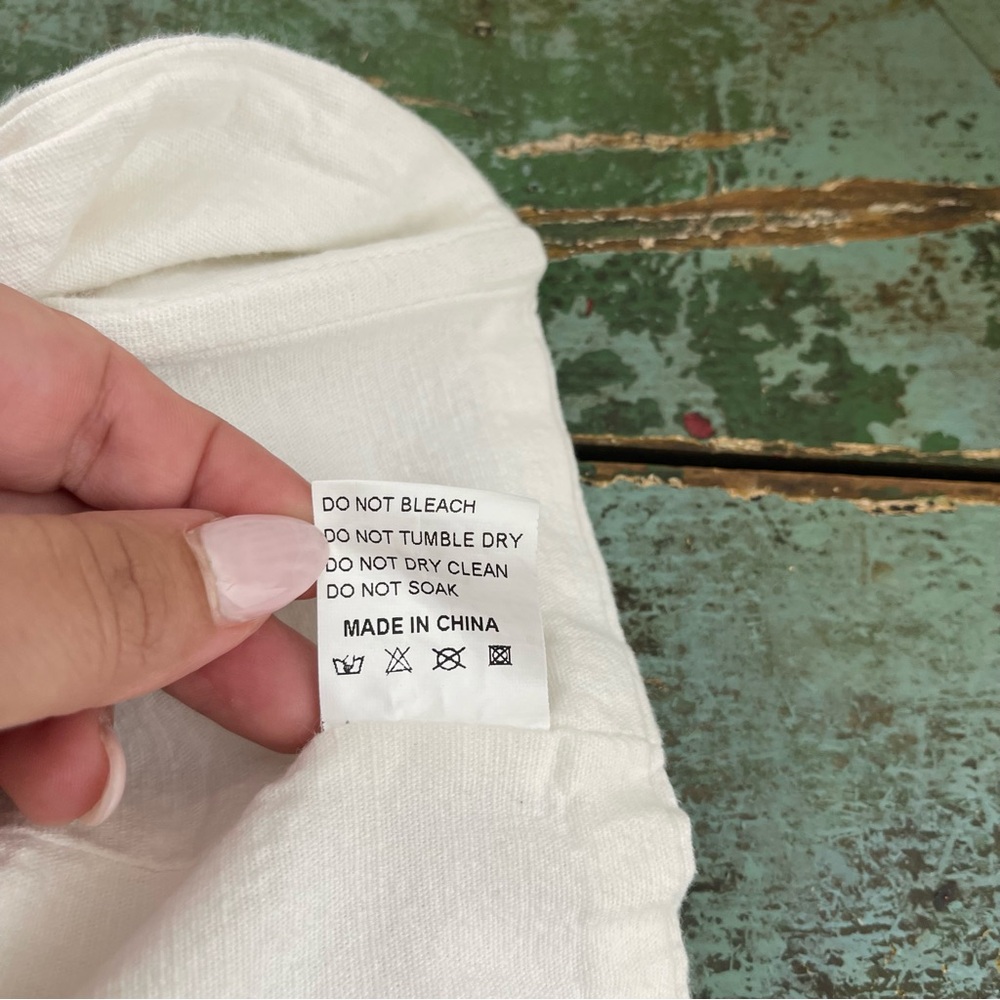 DO NOT BLEACH
DO NOT TUMBLE DRY
DO NOT DRY CLEAN
DO NOT SOAK
MADE IN CHINA